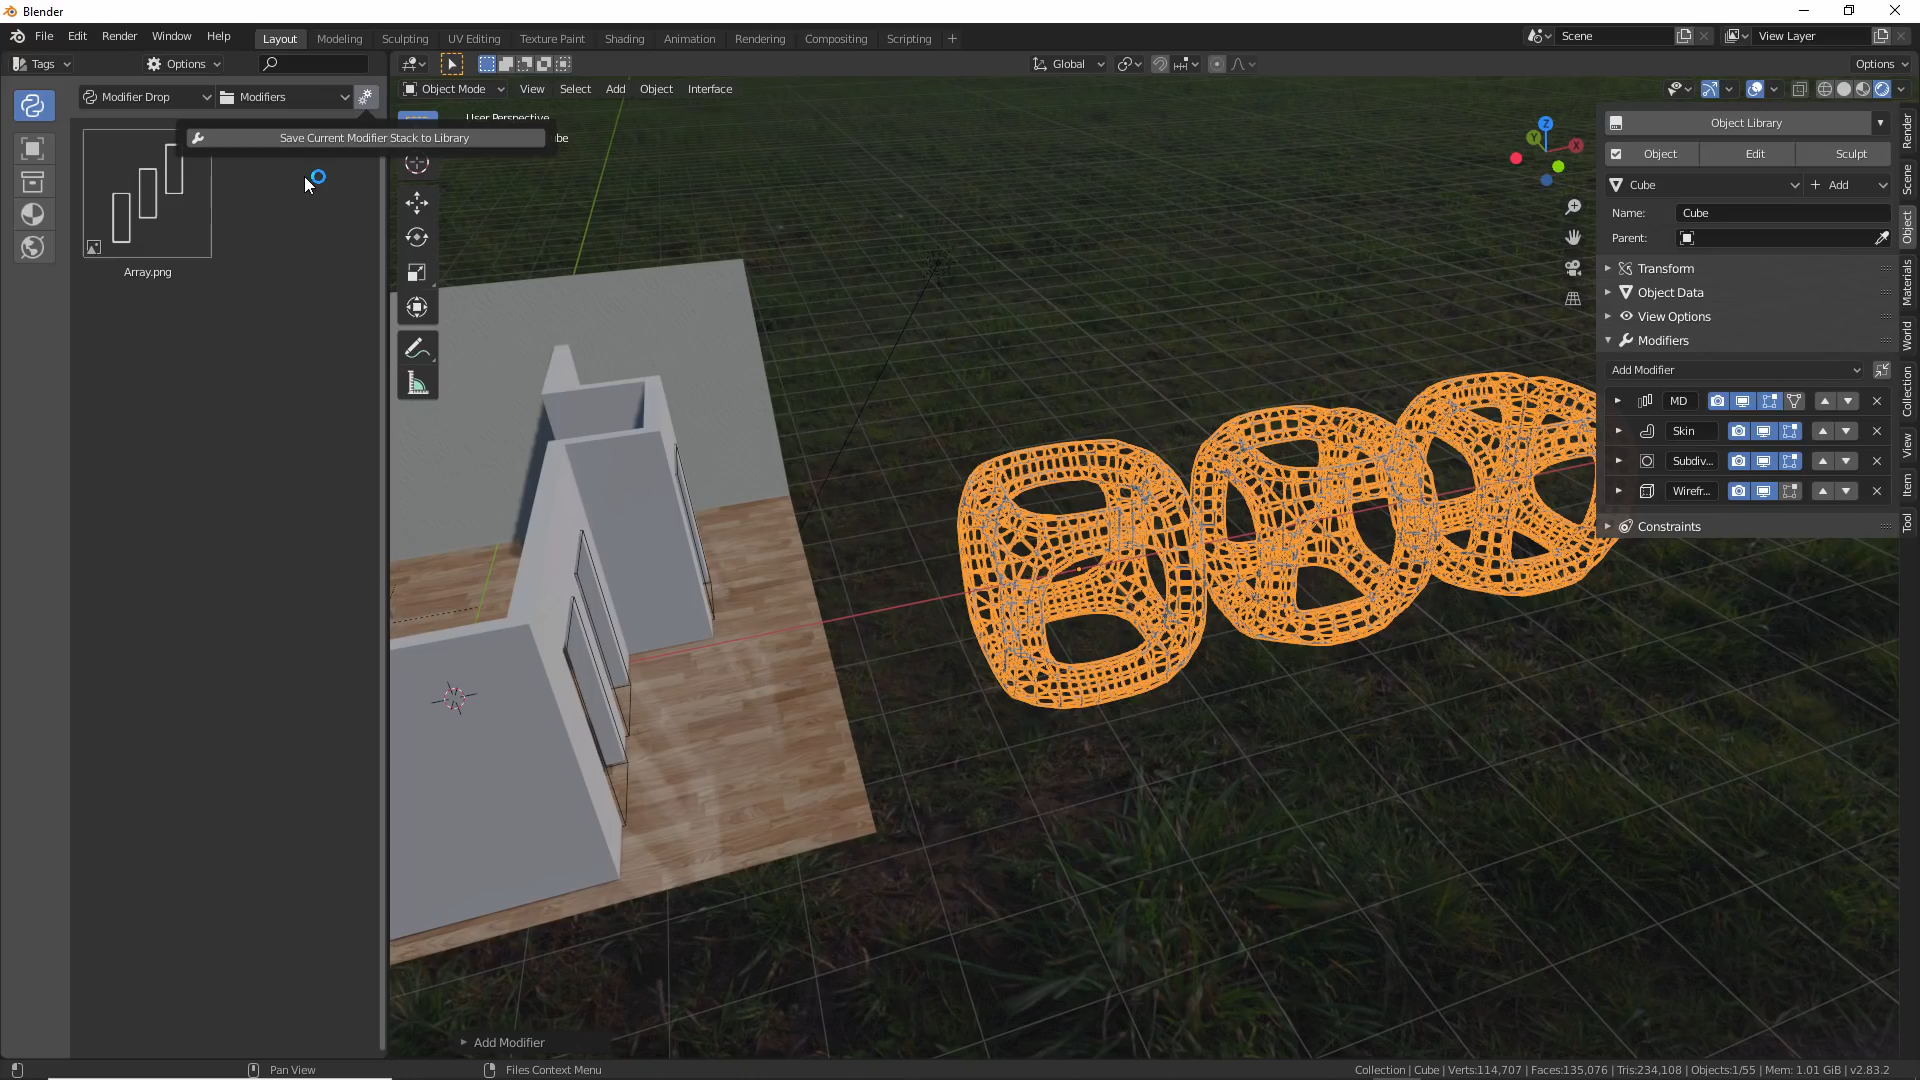 Blender
File Edit Render Window Help Layout Modeling Sculpting UV Editing Texture Paint Shading Animation Rendering Compositing Scripting + Scene View Layer
Tags Options Global Options
Modifier Drop Modifiers Object Mode View Select Add Object Interface
User Perspective
Save Current Modifier Stack to Library
Array.png
Z
Y
X
Object Library
Object Edit Sculpt
Cube Add
Name: Cube
Parent:
Transform
Object Data
View Options
Modifiers
Add Modifier
MD
Skin
Subdiv...
Wirefr...
Constraints
Render
Scene
Object
Materials
World
Collection
View
Item
Tool
Add Modifier
Pan View Files Context Menu Collection | Cube | Verts:114,707 | Faces:135,076 | Tris:234,108 | Objects:1/55 | Mem: 1.01 GiB | v2.83.2